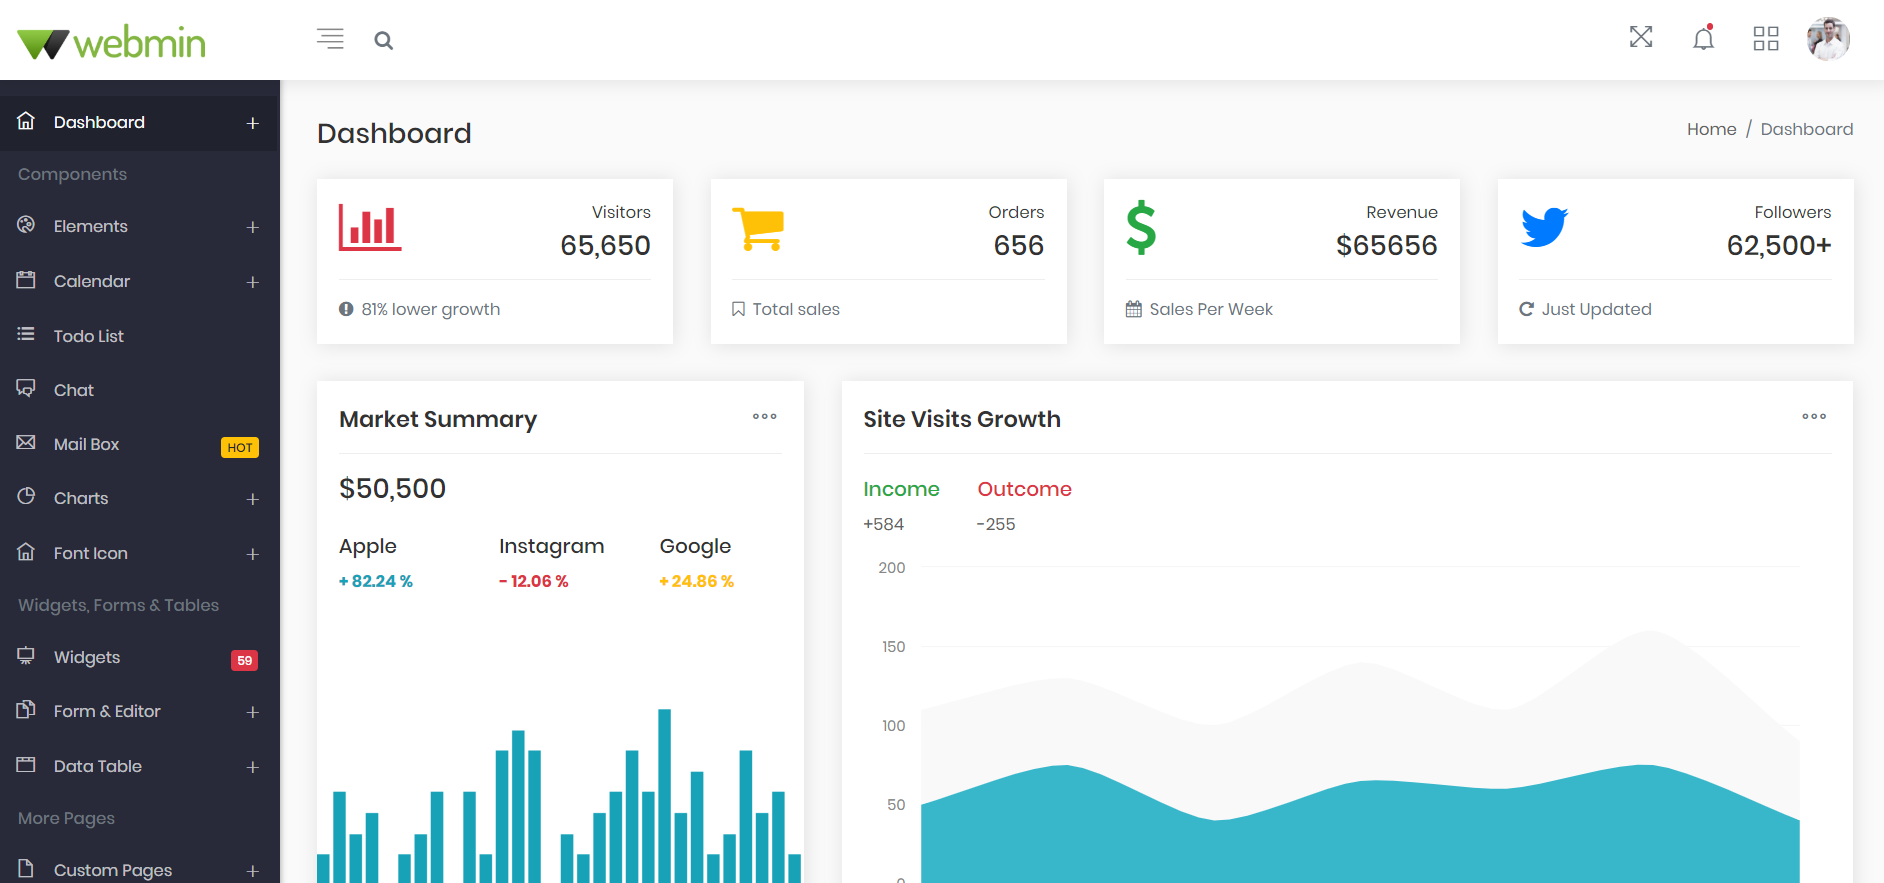 webmin
Dashboard
Components
Elements
Calendar
Todo List
Chat
Mail Box HOT
Charts
Font Icon
Widgets, Forms & Tables
Widgets 59
Form & Editor
Data Table
More Pages
Custom Pages
Dashboard
Home / Dashboard
Visitors
65,650
81% lower growth
Orders
656
Total sales
Revenue
$65656
Sales Per Week
Followers
62,500+
Just Updated
Market Summary
$50,500
Apple Instagram Google
+ 82.24 % - 12.06 % + 24.86 %
Site Visits Growth
Income Outcome
+584 -255
200
150
100
50
0